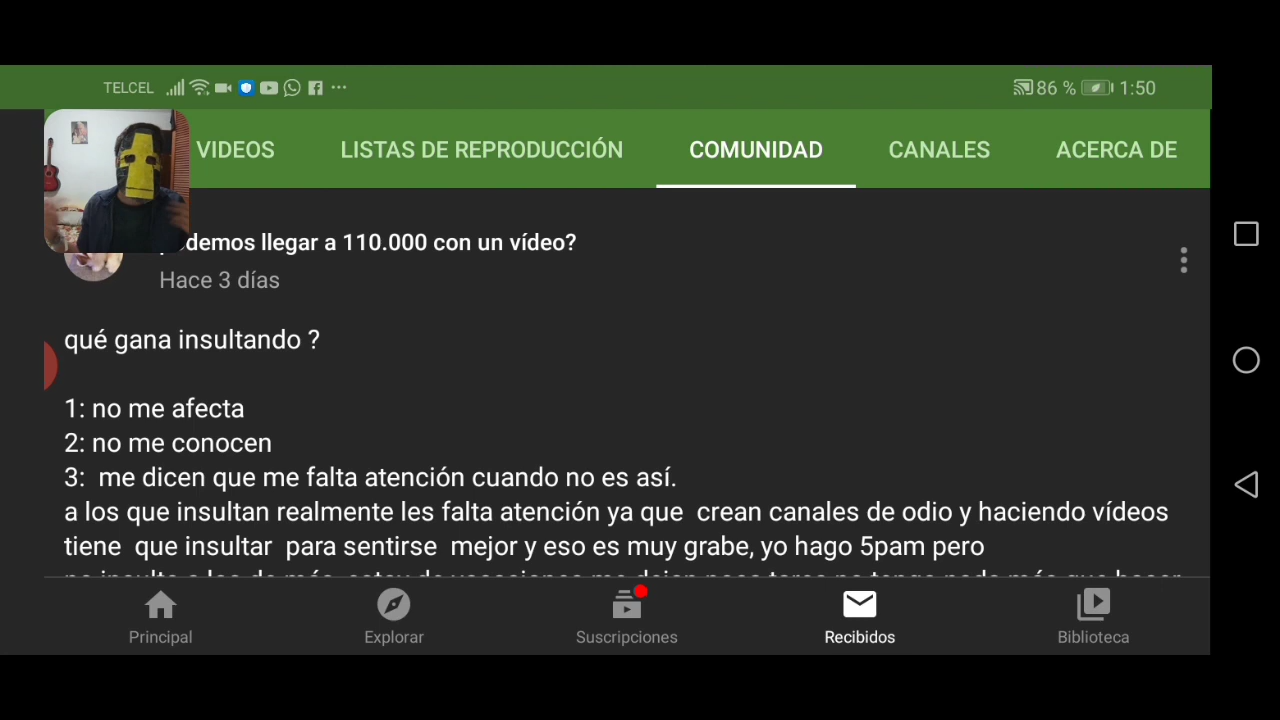 TELCEL 86 % 1:50
VIDEOS LISTAS DE REPRODUCCIÓN COMUNIDAD CANALES ACERCA DE
demos llegar a 110.000 con un vídeo?
Hace 3 días
qué gana insultando ?
1: no me afecta
2: no me conocen
3: me dicen que me falta atención cuando no es así.
a los que insultan realmente les falta atención ya que crean canales de odio y haciendo vídeos
tiene que insultar para sentirse mejor y eso es muy grabe, yo hago 5pam pero
Principal Explorar Suscripciones Recibidos Biblioteca